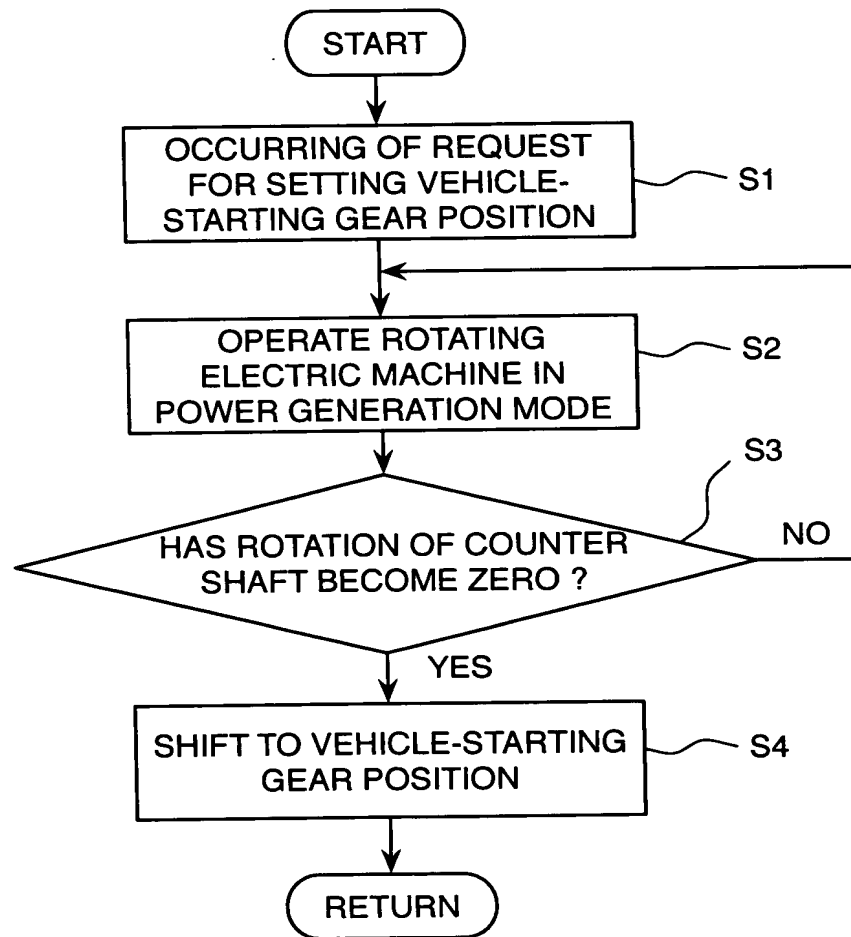 START
OCCURRING OF REQUEST
FOR SETTING VEHICLE-
STARTING GEAR POSITION
S1
OPERATE ROTATING
ELECTRIC MACHINE IN
POWER GENERATION MODE
S2
S3
HAS ROTATION OF COUNTER
SHAFT BECOME ZERO ?
NO
YES
SHIFT TO VEHICLE-STARTING
GEAR POSITION
S4
RETURN